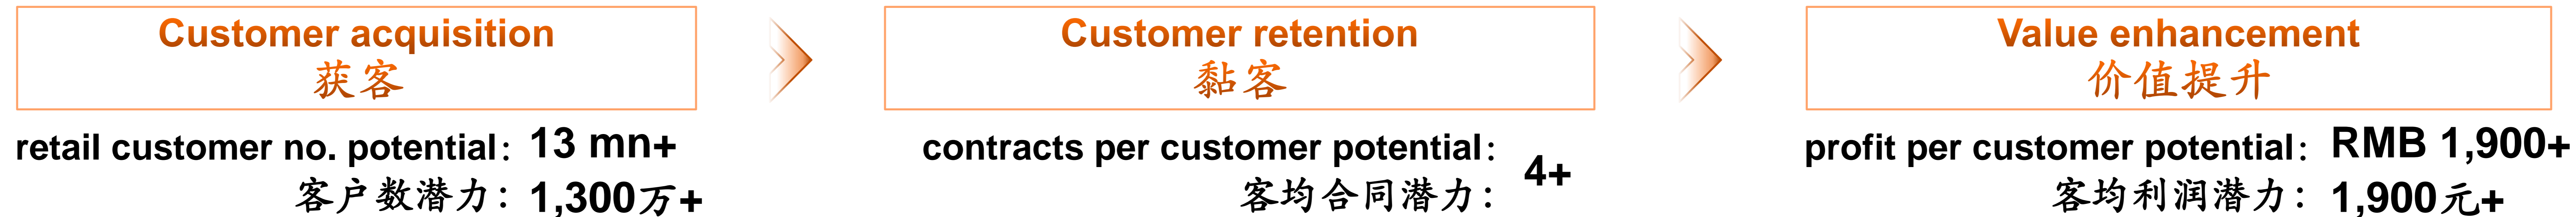 Customer acquisition
获客
retail customer no. potential： 13 mn+
客户数潜力：1,300万+
Customer retention
黏客
contracts per customer potential：
客均合同潜力：
4+
Value enhancement
价值提升
profit per customer potential： RMB 1,900+
客均利润潜力：1,900元+